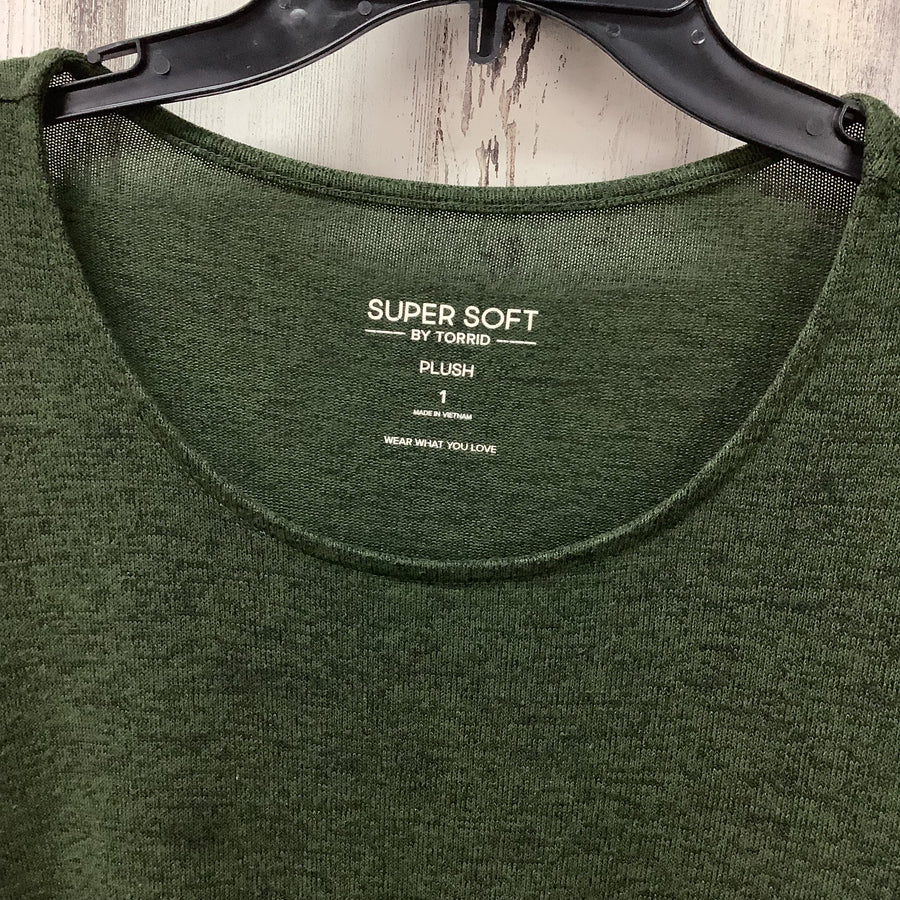 SUPER SOFT
BY TORRID
PLUSH
1
MADE IN VIETNAM
WEAR WHAT YOU LOVE